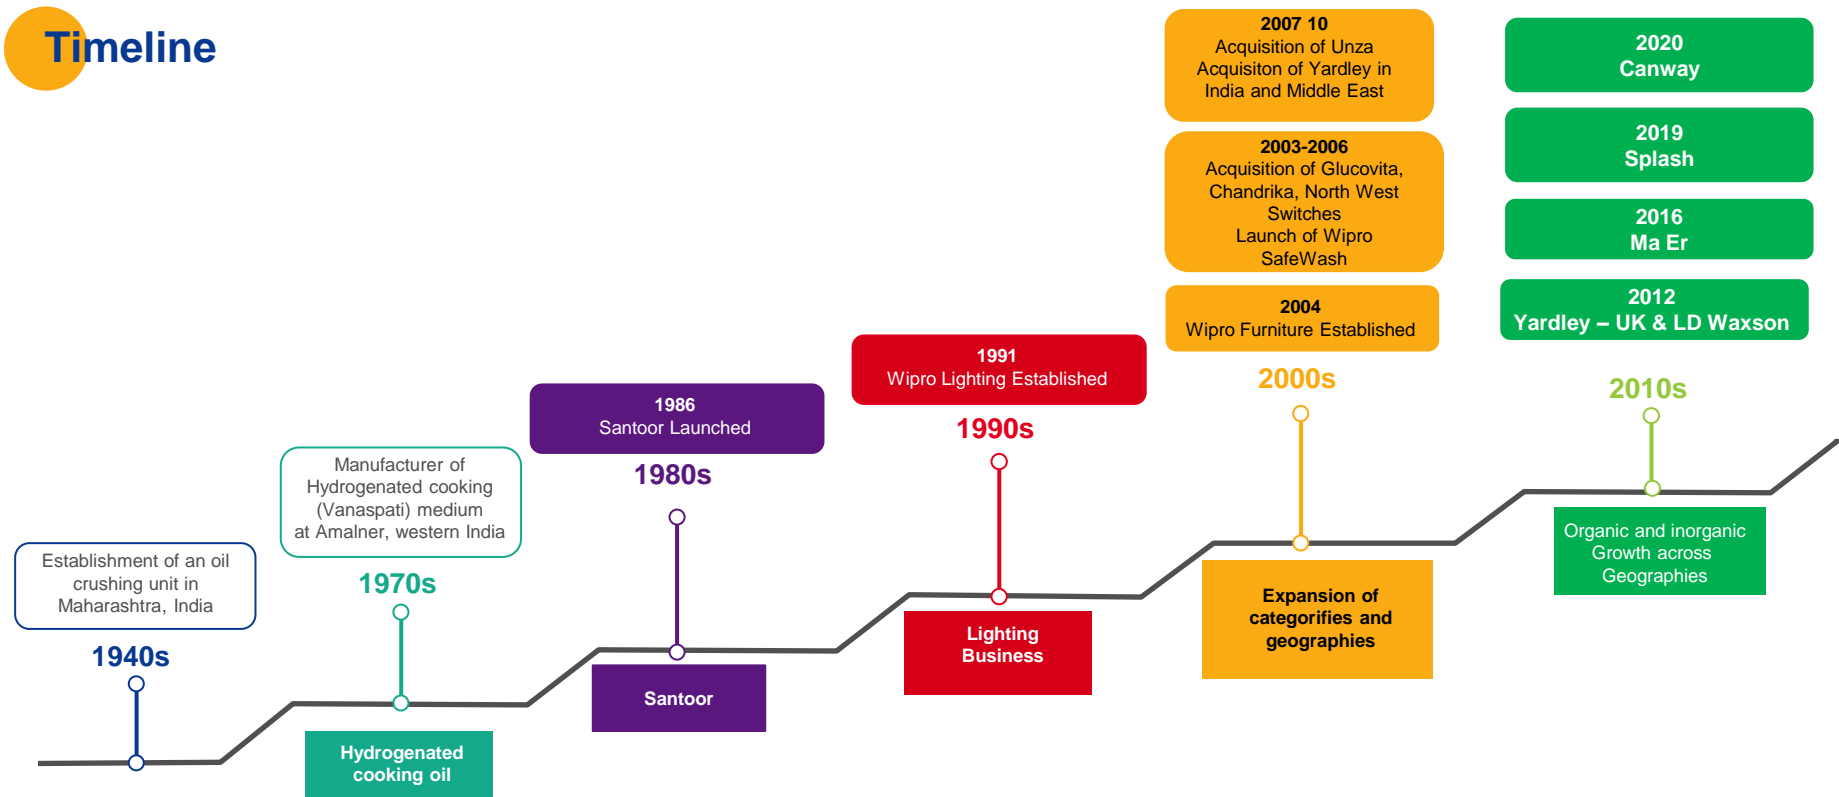 Timeline
Establishment of an oil
crushing unit in
Maharashtra, India
1940s
Manufacturer of
Hydrogenated cooking
(Vanaspati) medium
at Amalner, western India
1970s
Hydrogenated
cooking oil
1986
Santoor Launched
1980s
Santoor
1991
Wipro Lighting Established
1990s
Lighting
Business
2007 10
Acquisition of Unza
Acquisiton of Yardley in
India and Middle East
2003-2006
Acquisition of Glucovita,
Chandrika, North West
Switches
Launch of Wipro
SafeWash
2004
Wipro Furniture Established
2000s
Expansion of
categorifies and
geographies
2020
Canway
2019
Splash
2016
Ma Er
2012
Yardley – UK & LD Waxson
2010s
Organic and inorganic
Growth across
Geographies